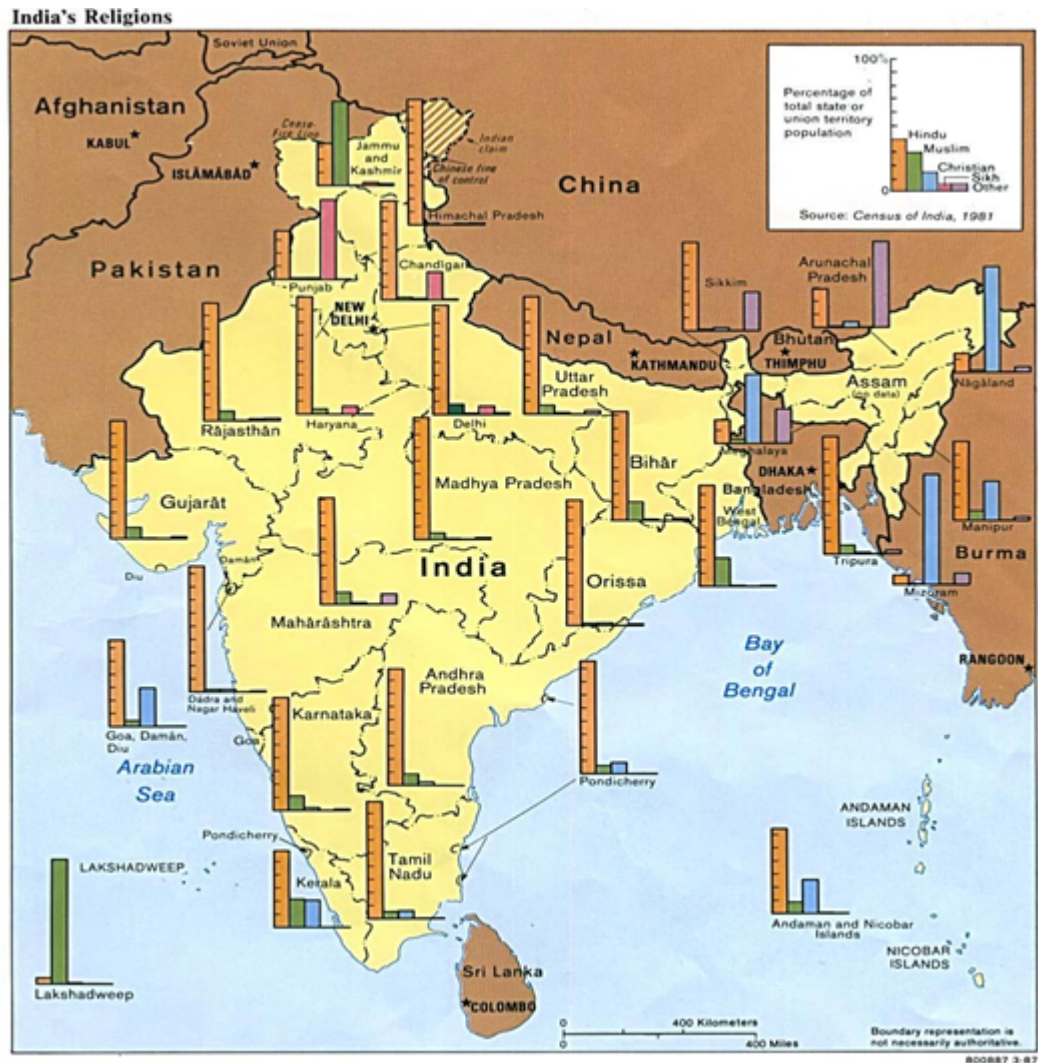 India's Religions
Soviet Union
Afghanistan
KABUL
ISLĀMĀBĀD
Cease-
Fire Line
Jammu
and
Kashmir
Indian
claim
Chinese line
of control
Himachal Pradesh
China
100%
Percentage of
total state or
union territory
population
Hindu
Muslim
Christian
Sikh
Other
0
Source: Census of India, 1981
Pakistan
Punjab
Chandigarh
NEW
DELHI
Nepal
KATHMANDU
Sikkim
Arunachal
Pradesh
Bhutan
THIMPHU
Assam
(no data)
Nāgāland
Rājasthān
Haryana
Delhi
Uttar
Pradesh
Meghalaya
Bihār
DHAKA
Bangladesh
West
Bengal
Gujarāt
Madhya Pradesh
Manipur
Tripura
Burma
Mizoram
Diu
Damān
India
Orissa
Mahārāshtra
Dādra and
Nagar Haveli
Bay
of
Bengal
RANGOON
Andhra
Pradesh
Goa, Damān,
Diu
Karnataka
Goa
Arabian
Sea
Pondicherry
ANDAMAN
ISLANDS
Pondicherry
LAKSHADWEEP
Kerala
Tamil
Nadu
Andaman and Nicobar
Islands
NICOBAR
ISLANDS
Lakshadweep
Sri Lanka
COLOMBO
0 400 Kilometers
0 400 Miles
Boundary representation is
not necessarily authoritative.
800887 3-87